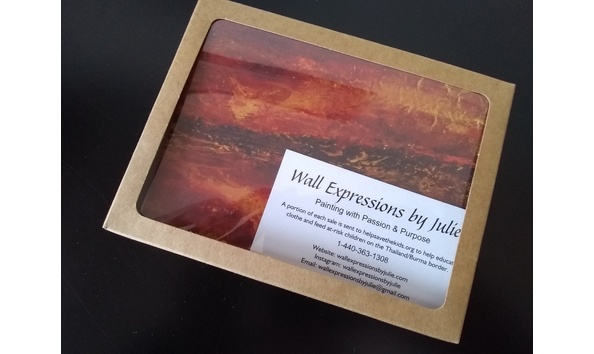 Wall Expressions by Julie
Painting with Passion & Purpose
A portion of each sale is sent to helpsavethekids.org to help educat
clothe and feed at-risk children on the Thailand/Burma border.
1-440-363-1308
Website: wallexpressionsbyjulie.com
Instagram: wallexpressionsbyjulie
Email: wallexpressionsbyjulie@gmail.com